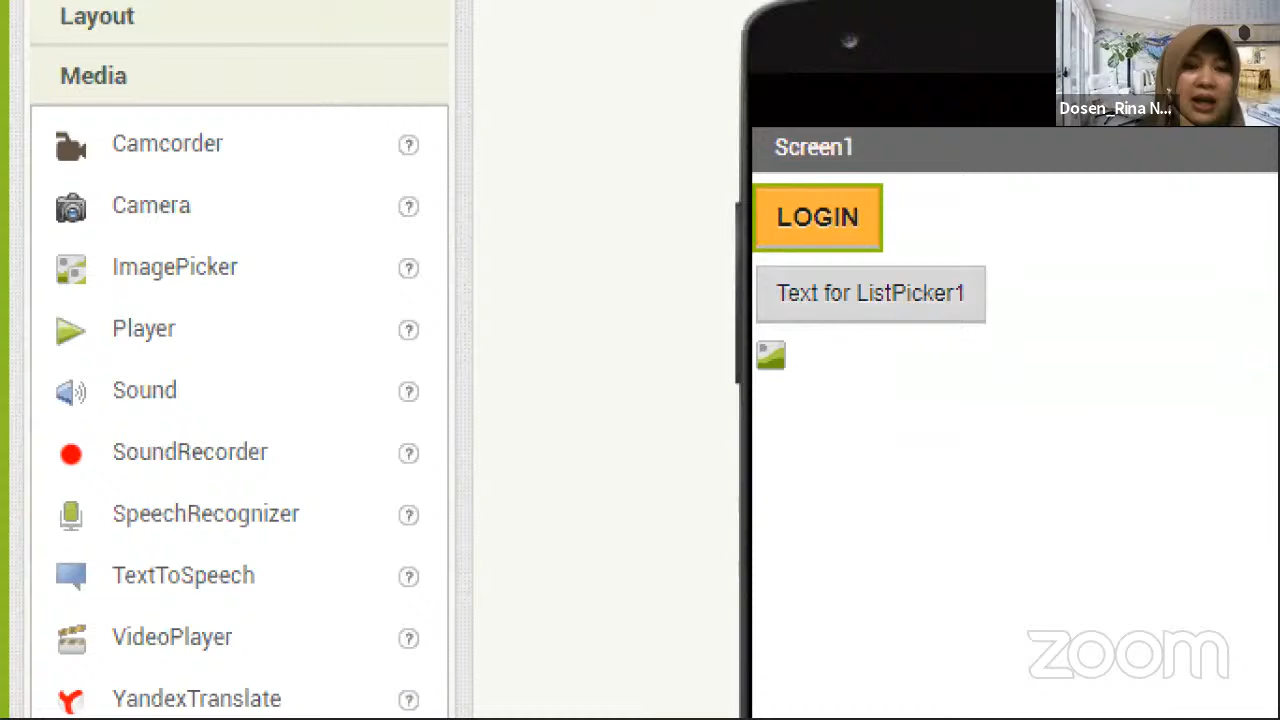 Layout
Media
Camcorder
Camera
ImagePicker
Player
Sound
SoundRecorder
SpeechRecognizer
TextToSpeech
VideoPlayer
YandexTranslate
Dosen_Rina N...
Screen1
LOGIN
Text for ListPicker1
zoom